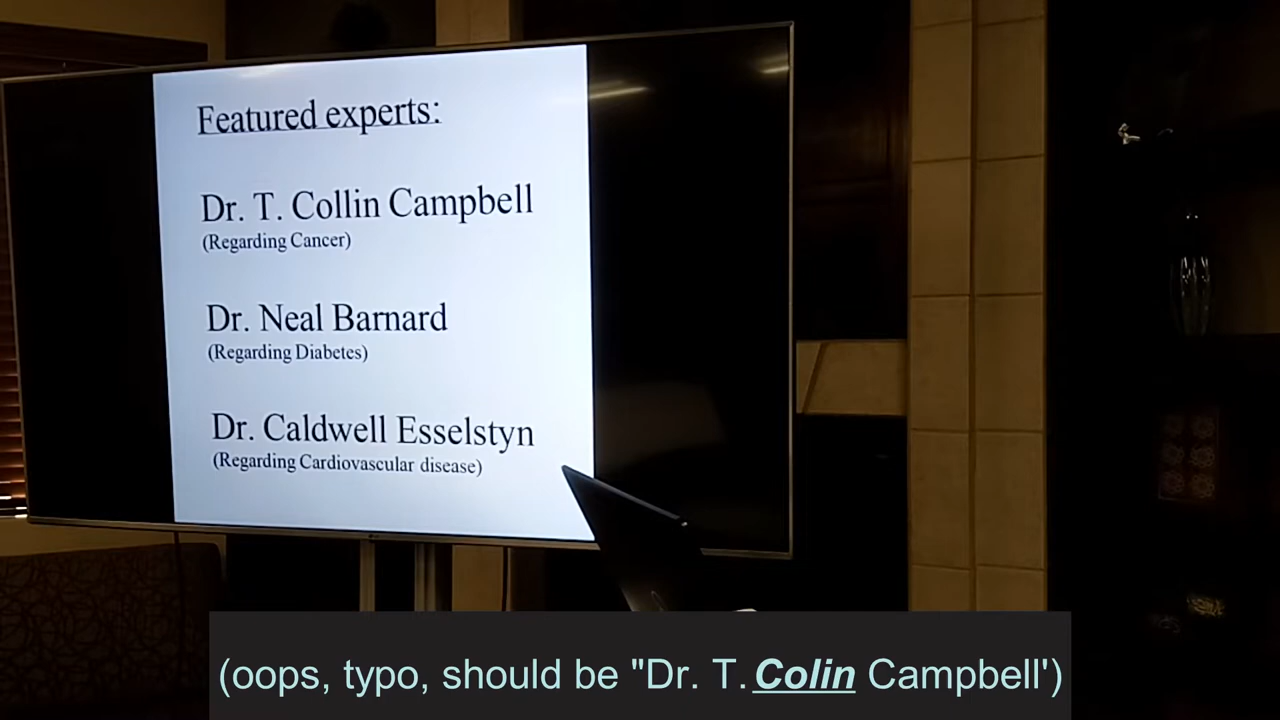 Featured experts:
Dr. T. Collin Campbell
(Regarding Cancer)
Dr. Neal Barnard
(Regarding Diabetes)
Dr. Caldwell Esselstyn
(Regarding Cardiovascular disease)
(oops, typo, should be "Dr. T. Colin Campbell')